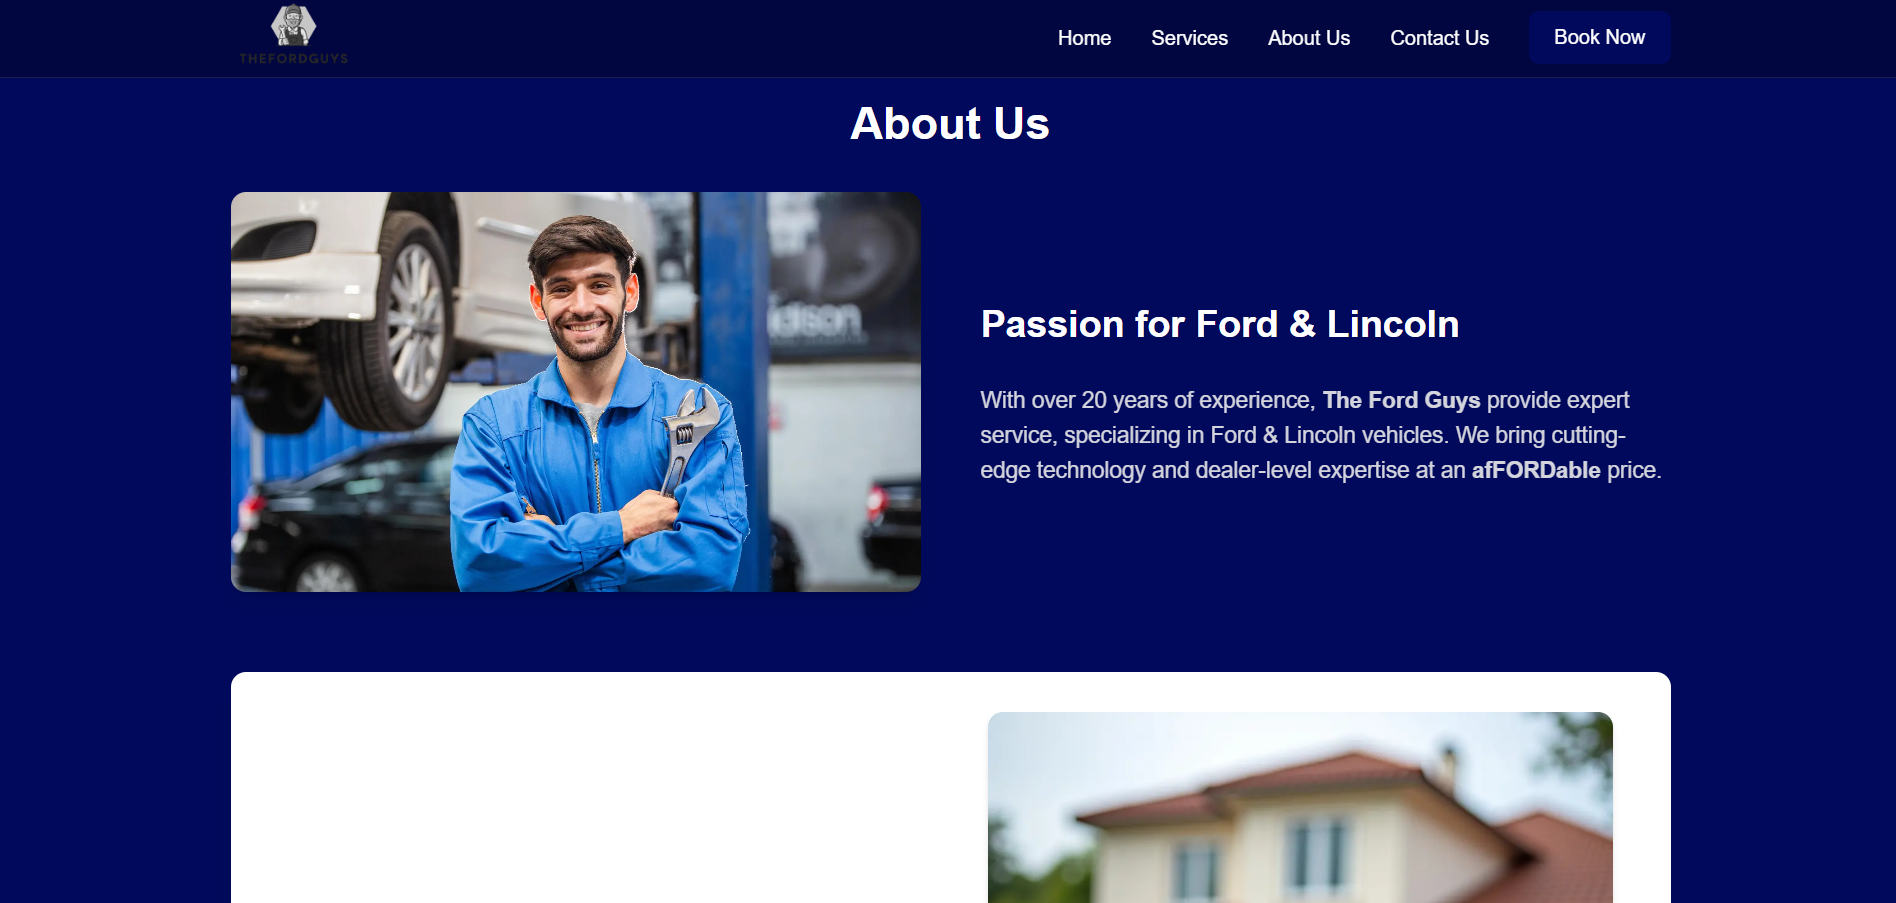 THEFORDGUYS
Home
Services
About Us
Contact Us
Book Now
About Us
Passion for Ford & Lincoln
With over 20 years of experience, The Ford Guys provide expert
service, specializing in Ford & Lincoln vehicles. We bring cutting-
edge technology and dealer-level expertise at an afFORDable price.